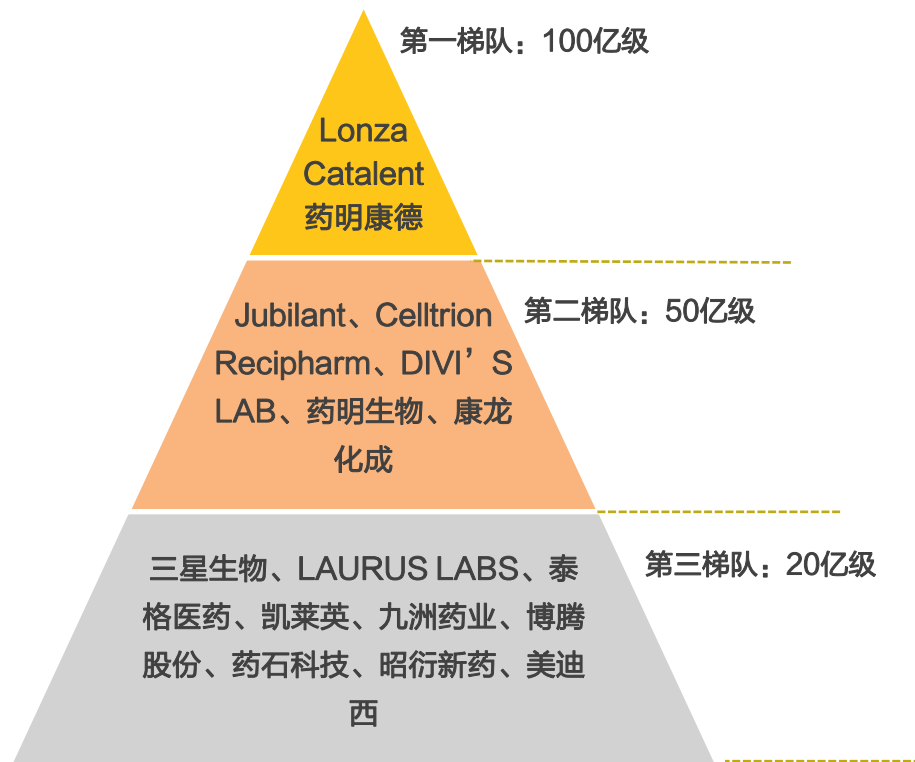 第一梯队：100亿级
Lonza
Catalent
药明康德
第二梯队：50亿级
Jubilant、Celltrion
Recipharm、DIVI’S
LAB、药明生物、康龙
化成
第三梯队：20亿级
三星生物、LAURUS LABS、泰
格医药、凯莱英、九洲药业、博腾
股份、药石科技、昭衍新药、美迪
西